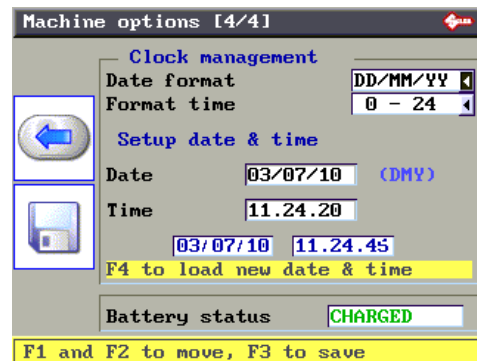 Machine options [4/4]
Clock management
Date format DD/MM/YY
Format time 0 - 24
Setup date & time
Date 03/07/10 (DMY)
Time 11.24.20
03/07/10 11.24.45
F4 to load new date & time
Battery status CHARGED
F1 and F2 to move, F3 to save